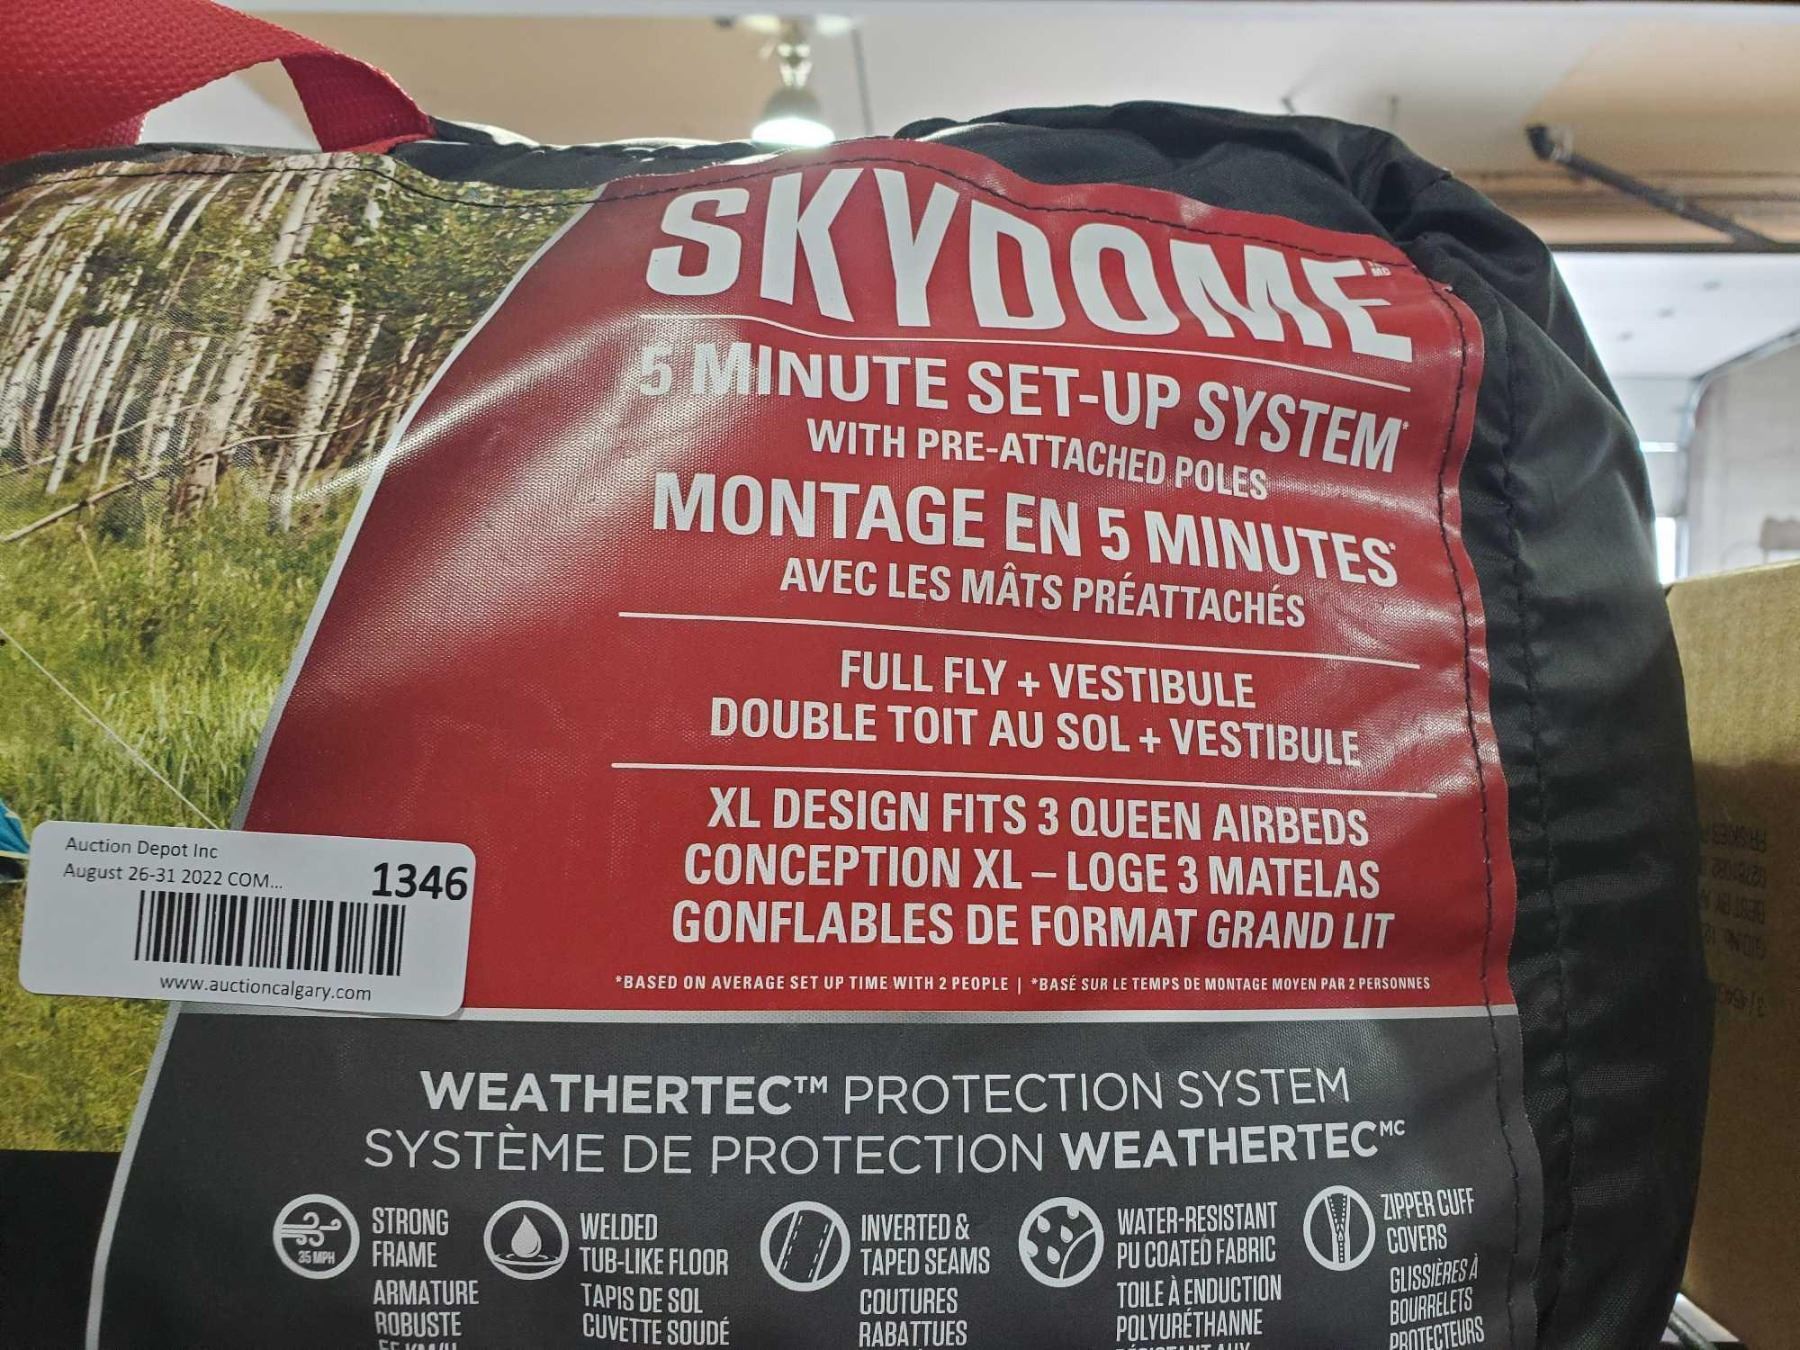 SKYDOME
MC
5 MINUTE SET-UP SYSTEM*
WITH PRE-ATTACHED POLES
MONTAGE EN 5 MINUTES*
AVEC LES MÂTS PRÉATTACHÉS
FULL FLY + VESTIBULE
DOUBLE TOIT AU SOL + VESTIBULE
XL DESIGN FITS 3 QUEEN AIRBEDS
CONCEPTION XL – LOGE 3 MATELAS
GONFLABLES DE FORMAT GRAND LIT
*BASED ON AVERAGE SET UP TIME WITH 2 PEOPLE | *BASÉ SUR LE TEMPS DE MONTAGE MOYEN PAR 2 PERSONNES
Auction Depot Inc
August 26-31 2022 COM...
1346
www.auctioncalgary.com
WEATHERTEC™ PROTECTION SYSTEM
SYSTÈME DE PROTECTION WEATHERTECᴹᶜ
35 MPH
STRONG
FRAME
ARMATURE
ROBUSTE
WELDED
TUB-LIKE FLOOR
TAPIS DE SOL
CUVETTE SOUDÉ
INVERTED &
TAPED SEAMS
COUTURES
RABATTUES
WATER-RESISTANT
PU COATED FABRIC
TOILE À ENDUCTION
POLYURÉTHANNE
ZIPPER CUFF
COVERS
GLISSIÈRES À
BOURRELETS
PROTECTEURS